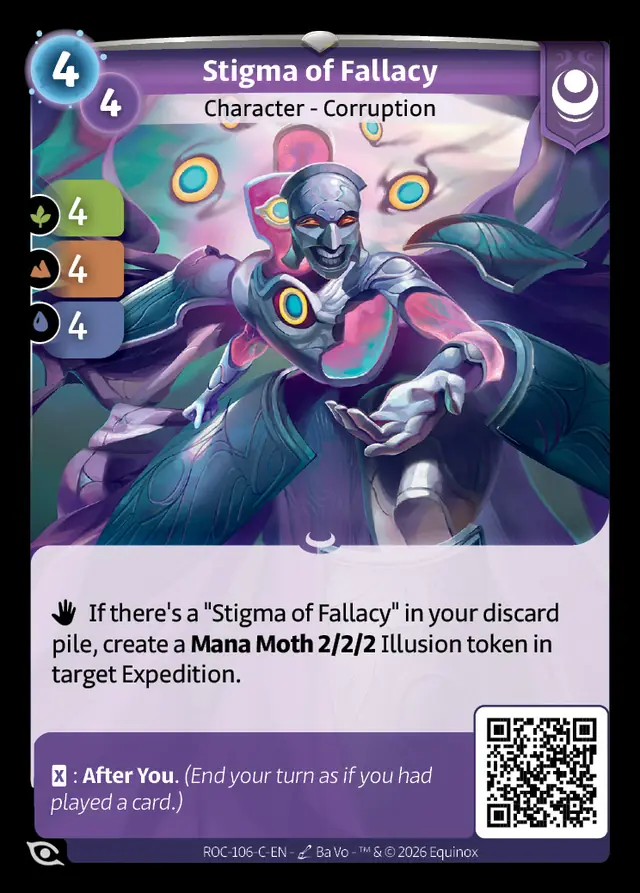 4
4
Stigma of Fallacy
Character - Corruption
4
4
4
If there's a "Stigma of Fallacy" in your discard
pile, create a Mana Moth 2/2/2 Illusion token in
target Expedition.
X : After You. (End your turn as if you had
played a card.)
ROC-106-C-EN - Ba Vo - ™ & © 2026 Equinox